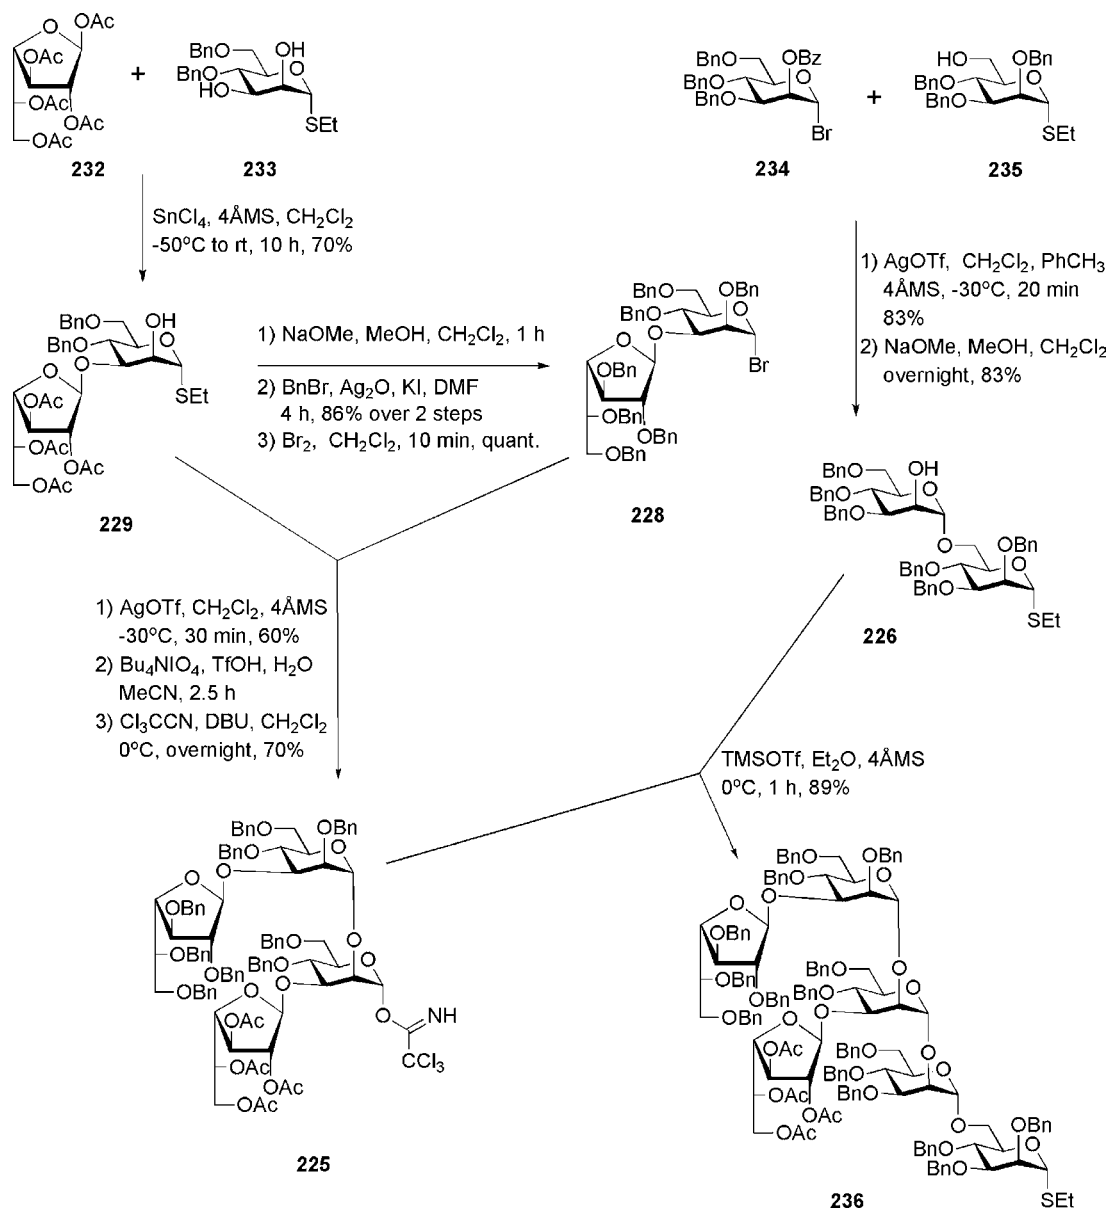 O OAc
OAc
OAc
OAc
OAc
232
+
BnO OH
BnO O
HO
SEt
233
BnO OBz
BnO O
BnO
Br
234
+
HO OBn
BnO O
BnO
SEt
235
SnCl4, 4ÅMS, CH2Cl2
-50°C to rt, 10 h, 70%
1) AgOTf, CH2Cl2, PhCH3
4ÅMS, -30°C, 20 min
83%
2) NaOMe, MeOH, CH2Cl2
overnight, 83%
BnO OH
BnO O
O
O
SEt
OAc
OAc
OAc
OAc
229
1) NaOMe, MeOH, CH2Cl2, 1 h
2) BnBr, Ag2O, KI, DMF
4 h, 86% over 2 steps
3) Br2, CH2Cl2, 10 min, quant.
BnO OBn
BnO O
O
O
Br
OBn
OBn
OBn
OBn
228
BnO OH
BnO O
BnO
O
OBn
BnO O
BnO
SEt
226
1) AgOTf, CH2Cl2, 4ÅMS
-30°C, 30 min, 60%
2) Bu4NIO4, TfOH, H2O
MeCN, 2.5 h
3) Cl3CCN, DBU, CH2Cl2
0°C, overnight, 70%
TMSOTf, Et2O, 4ÅMS
0°C, 1 h, 89%
BnO OBn
BnO O
O
O
OBn
OBn
OBn
OBn
O
BnO
BnO O
O
O
OAc
OAc
OAc
OAc
O NH
CCl3
225
BnO OBn
BnO O
O
O
OBn
OBn
OBn
OBn
O
BnO
BnO O
O
O
OAc
OAc
OAc
OAc
O
BnO
BnO O
BnO
O
OBn
BnO O
BnO
SEt
236